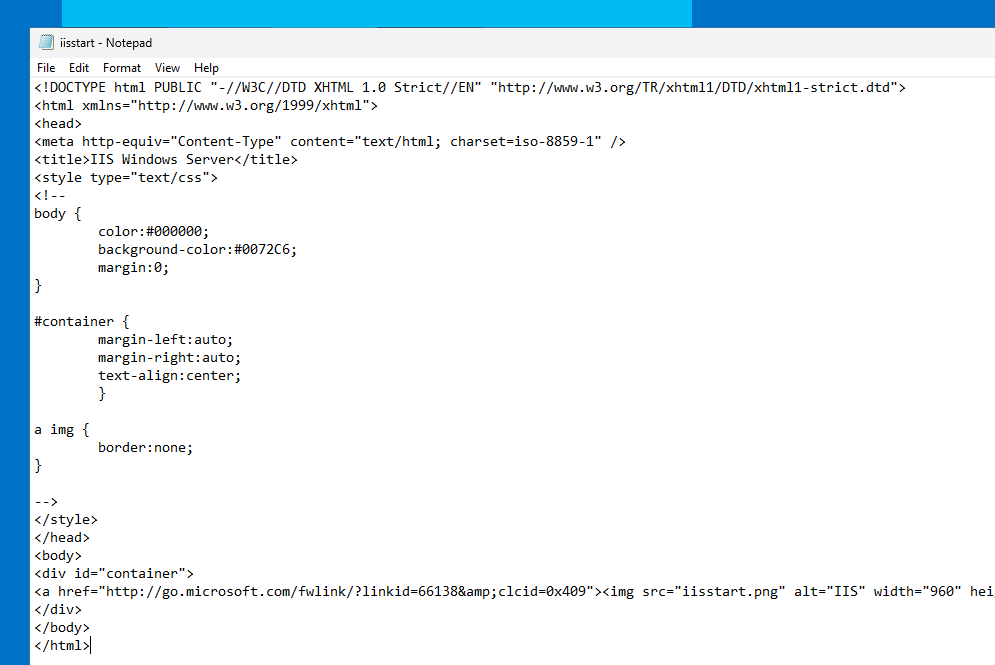 iisstart - Notepad
File Edit Format View Help
<!DOCTYPE html PUBLIC "-//W3C//DTD XHTML 1.0 Strict//EN" "http://www.w3.org/TR/xhtml1/DTD/xhtml1-strict.dtd">
<html xmlns="http://www.w3.org/1999/xhtml">
<head>
<meta http-equiv="Content-Type" content="text/html; charset=iso-8859-1" />
<title>IIS Windows Server</title>
<style type="text/css">
<!--
body {
        color:#000000;
        background-color:#0072C6;
        margin:0;
}

#container {
        margin-left:auto;
        margin-right:auto;
        text-align:center;
        }

a img {
        border:none;
}

-->
</style>
</head>
<body>
<div id="container">
<a href="http://go.microsoft.com/fwlink/?linkid=66138&amp;clcid=0x409"><img src="iisstart.png" alt="IIS" width="960" hei
</div>
</body>
</html>